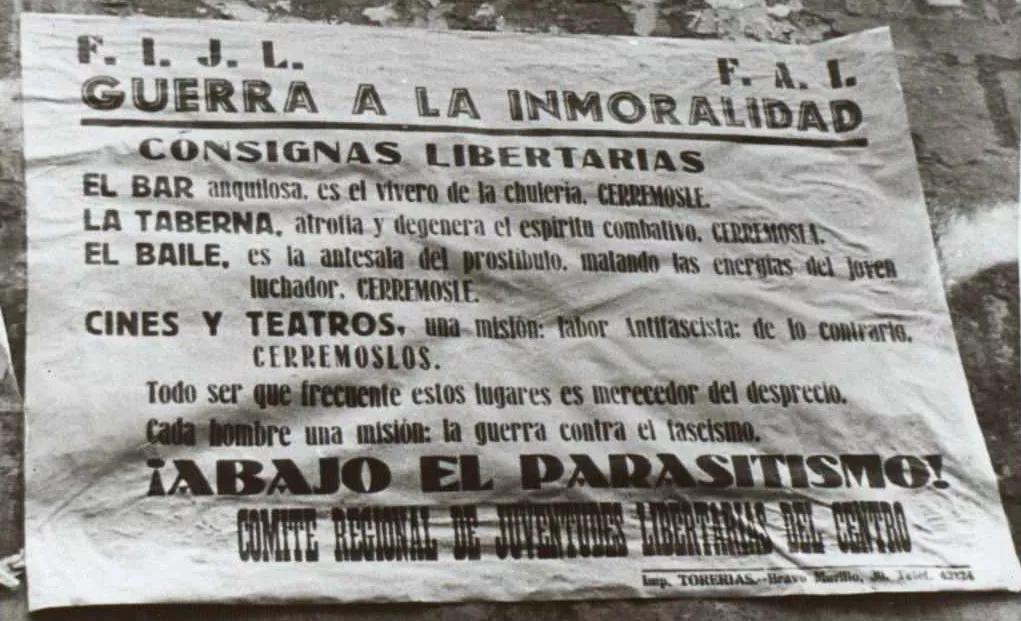 F. I. J. L.
F. A. I.
GUERRA A LA INMORALIDAD
CONSIGNAS LIBERTARIAS
EL BAR anquilosa, es el vivero de la chulería. CERREMOSLE.
LA TABERNA, atrofia y degenera el espíritu combativo. CERREMOSLA.
EL BAILE, es la antesala del prostíbulo, matando las energías del joven
luchador. CERREMOSLE.
CINES Y TEATROS, una misión: labor Antifascista; de lo contrario,
CERREMOSLOS.
Todo ser que frecuente estos lugares es merecedor del desprecio.
Cada hombre una misión: la guerra contra el fascismo.
¡ABAJO EL PARASITISMO!
COMITE REGIONAL DE JUVENTUDES LIBERTARIAS DEL CENTRO
Imp. TORERIAS.--Bravo Murillo, 30. Teléf.